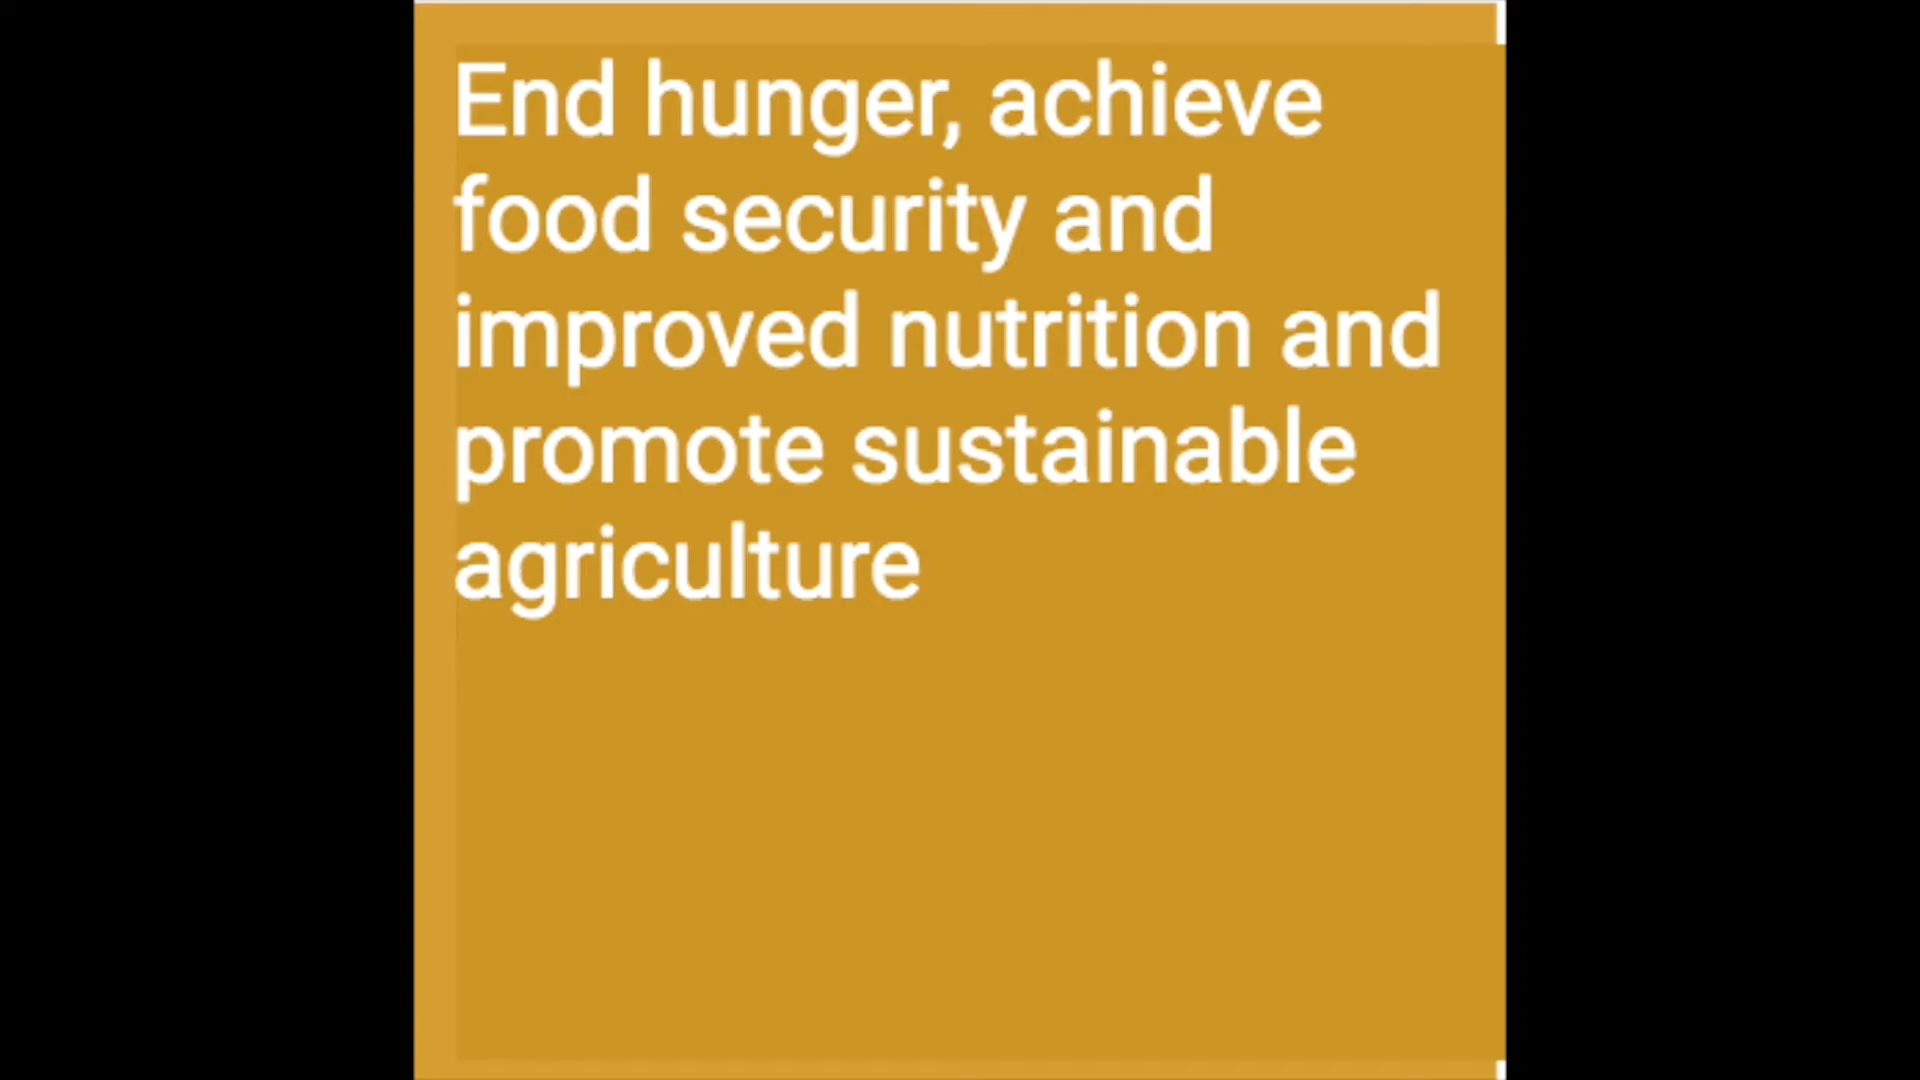 End hunger, achieve
food security and
improved nutrition and
promote sustainable
agriculture